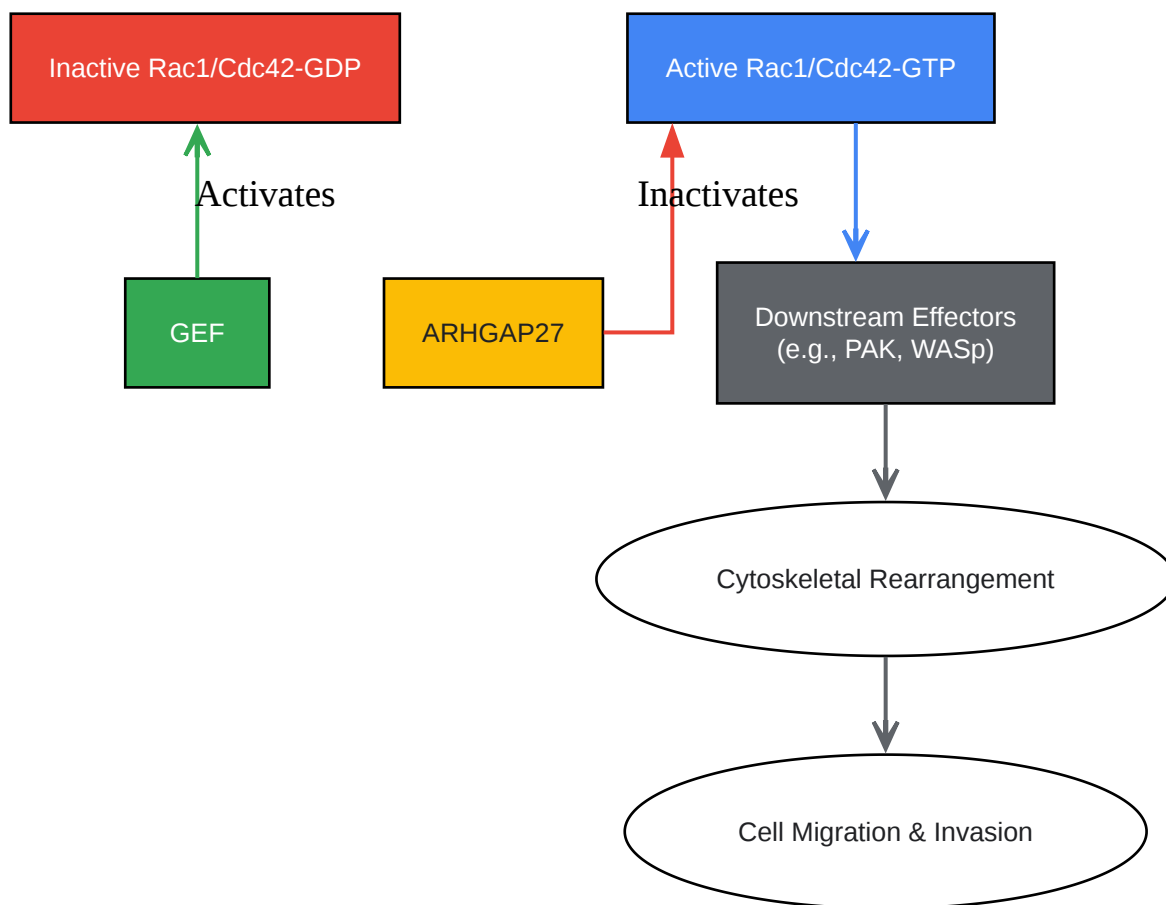 Inactive Rac1/Cdc42-GDP
Active Rac1/Cdc42-GTP
Activates
Inactivates
GEF
ARHGAP27
Downstream Effectors
(e.g., PAK, WASp)
Cytoskeletal Rearrangement
Cell Migration & Invasion